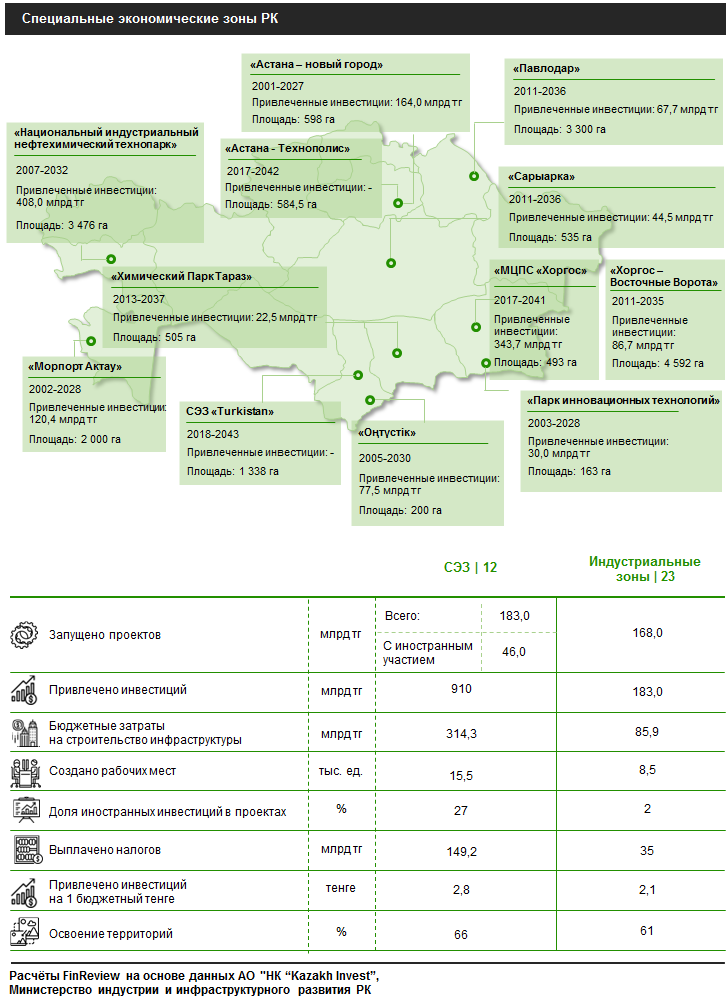 Специальные экономические зоны РК
«Астана – новый город»
2001-2027
Привлеченные инвестиции: 164,0 млрд тг
Площадь: 598 га
«Павлодар»
2011-2036
Привлеченные инвестиции: 67,7 млрд тг
Площадь: 3 300 га
«Национальный индустриальный
нефтехимический технопарк»
2007-2032
Привлеченные инвестиции:
408,0 млрд тг
Площадь: 3 476 га
«Астана - Технополис»
2017-2042
Привлеченные инвестиции: -
Площадь: 584,5 га
«Сарыарка»
2011-2036
Привлеченные инвестиции: 44,5 млрд тг
Площадь: 535 га
«Химический Парк Тараз»
2013-2037
Привлеченные инвестиции: 22,5 млрд тг
Площадь: 505 га
«МЦПС «Хоргос»
2017-2041
Привлеченные
инвестиции:
343,7 млрд тг
Площадь: 493 га
«Хоргос –
Восточные Ворота»
2011-2035
Привлеченные
инвестиции:
86,7 млрд тг
Площадь: 4 592 га
«Морпорт Актау»
2002-2028
Привлеченные инвестиции:
120,4 млрд тг
Площадь: 2 000 га
СЭЗ «Turkistan»
2018-2043
Привлеченные инвестиции: -
Площадь: 1 338 га
«Оңтүстік»
2005-2030
Привлеченные инвестиции:
77,5 млрд тг
Площадь: 200 га
«Парк инновационных технологий»
2003-2028
Привлеченные инвестиции:
30,0 млрд тг
Площадь: 163 га
СЭЗ | 12
Индустриальные
зоны | 23
Запущено проектов
млрд тг
Всего:
183,0
С иностранным
участием
46,0
168,0
Привлечено инвестиций
млрд тг
910
183,0
Бюджетные затраты
на строительство инфраструктуры
млрд тг
314,3
85,9
Создано рабочих мест
тыс. ед.
15,5
8,5
Доля иностранных инвестиций в проектах
%
27
2
Выплачено налогов
млрд тг
149,2
35
Привлечено инвестиций
на 1 бюджетный тенге
тенге
2,8
2,1
Освоение территорий
%
66
61
Расчёты FinReview на основе данных АО "НК “Kazakh Invest”,
Министерство индустрии и инфраструктурного развития РК